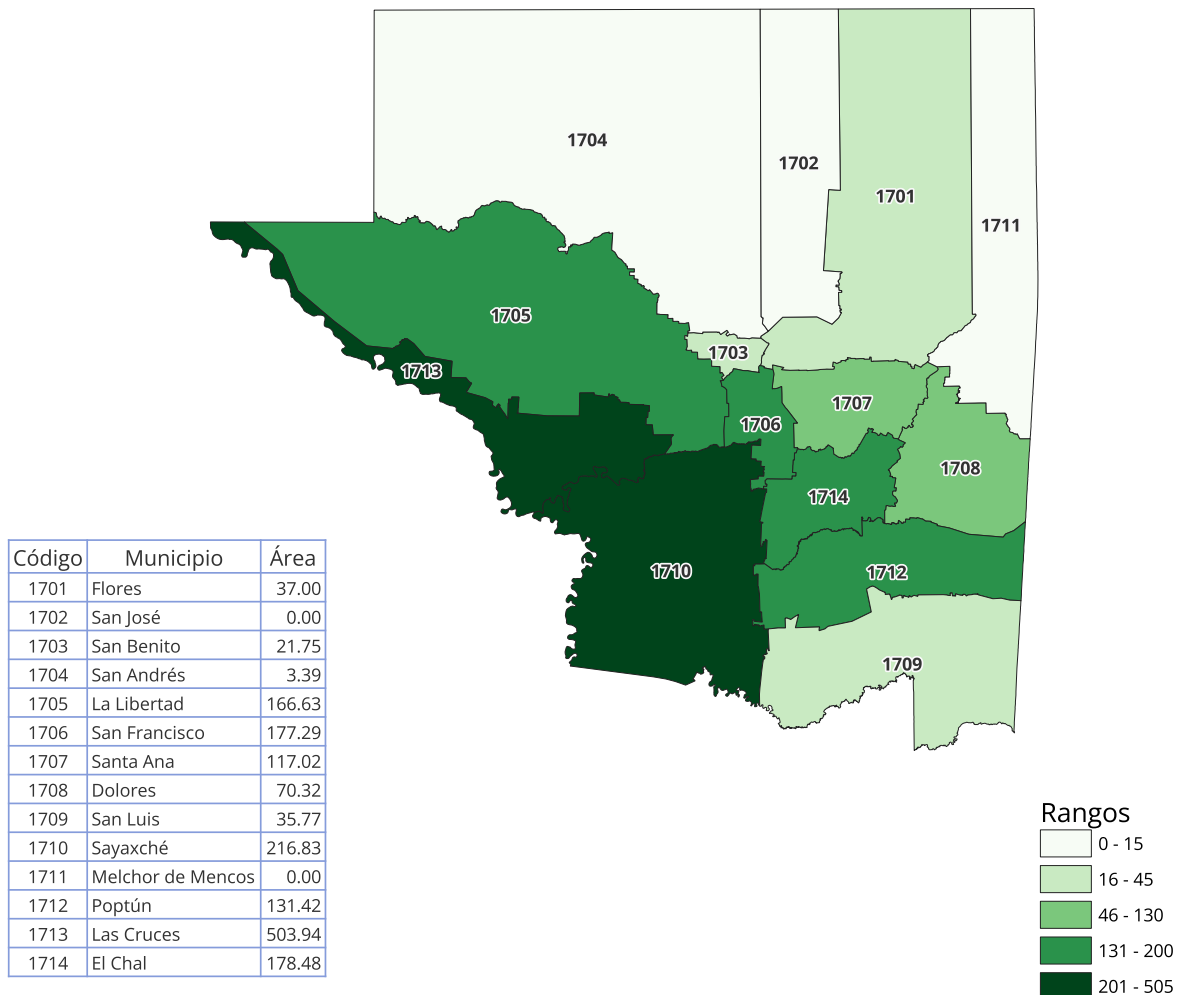 1704
1702
1701
1711
1705
1703
1713
1707
1706
1708
1714
1710
1712
1709
Código Municipio Área
1701 Flores 37.00
1702 San José 0.00
1703 San Benito 21.75
1704 San Andrés 3.39
1705 La Libertad 166.63
1706 San Francisco 177.29
1707 Santa Ana 117.02
1708 Dolores 70.32
1709 San Luis 35.77
1710 Sayaxché 216.83
1711 Melchor de Mencos 0.00
1712 Poptún 131.42
1713 Las Cruces 503.94
1714 El Chal 178.48
Rangos
0 - 15
16 - 45
46 - 130
131 - 200
201 - 505